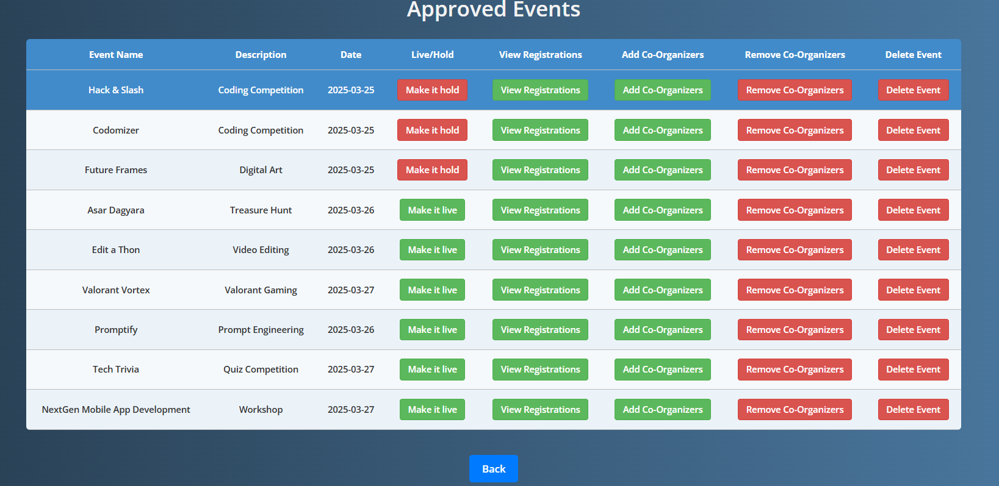 Approved Events
Event Name Description Date Live/Hold View Registrations Add Co-Organizers Remove Co-Organizers Delete Event
Hack & Slash Coding Competition 2025-03-25 Make it hold View Registrations Add Co-Organizers Remove Co-Organizers Delete Event
Codomizer Coding Competition 2025-03-25 Make it hold View Registrations Add Co-Organizers Remove Co-Organizers Delete Event
Future Frames Digital Art 2025-03-25 Make it hold View Registrations Add Co-Organizers Remove Co-Organizers Delete Event
Asar Dagyara Treasure Hunt 2025-03-26 Make it live View Registrations Add Co-Organizers Remove Co-Organizers Delete Event
Edit a Thon Video Editing 2025-03-26 Make it live View Registrations Add Co-Organizers Remove Co-Organizers Delete Event
Valorant Vortex Valorant Gaming 2025-03-27 Make it live View Registrations Add Co-Organizers Remove Co-Organizers Delete Event
Promptify Prompt Engineering 2025-03-26 Make it live View Registrations Add Co-Organizers Remove Co-Organizers Delete Event
Tech Trivia Quiz Competition 2025-03-27 Make it live View Registrations Add Co-Organizers Remove Co-Organizers Delete Event
NextGen Mobile App Development Workshop 2025-03-27 Make it live View Registrations Add Co-Organizers Remove Co-Organizers Delete Event
Back